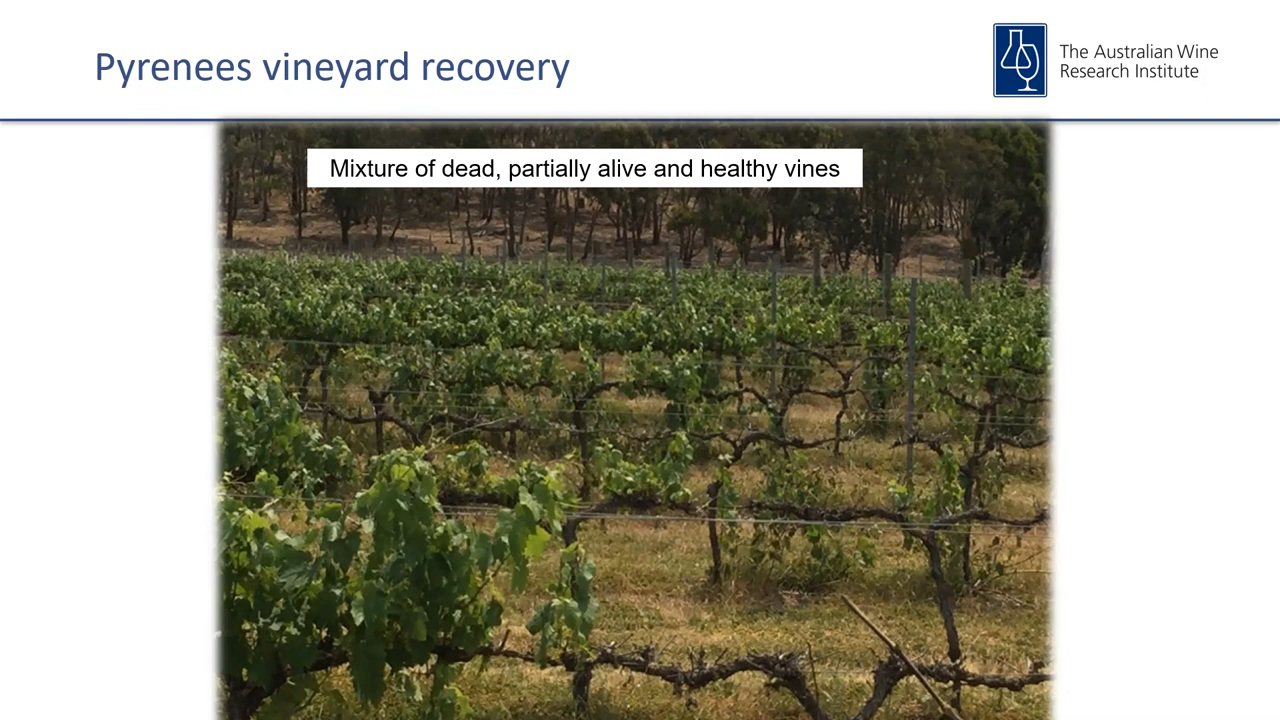 Pyrenees vineyard recovery
The Australian Wine
Research Institute
Mixture of dead, partially alive and healthy vines